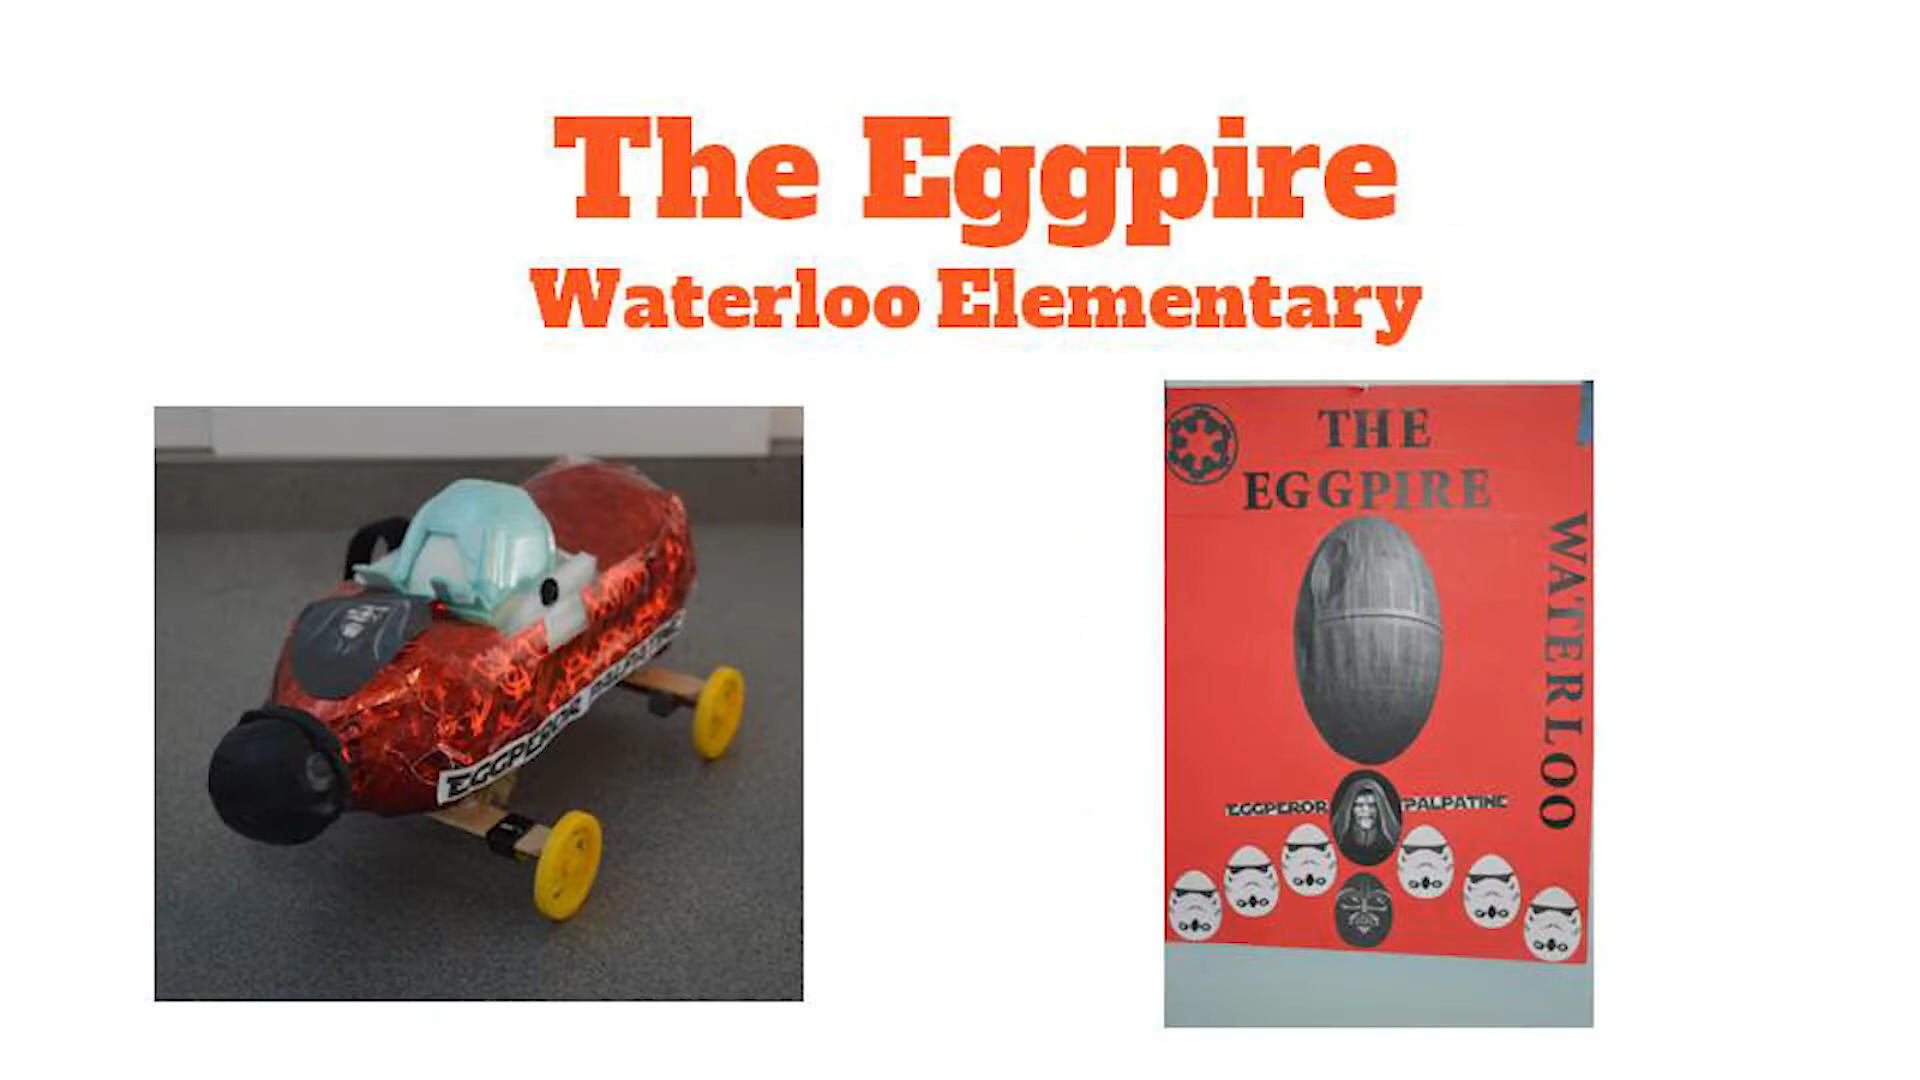 The Eggpire
Waterloo Elementary
EGGPEROR PALPATINE
THE
EGGPIRE
WATERLOO
EGGPEROR PALPATINE